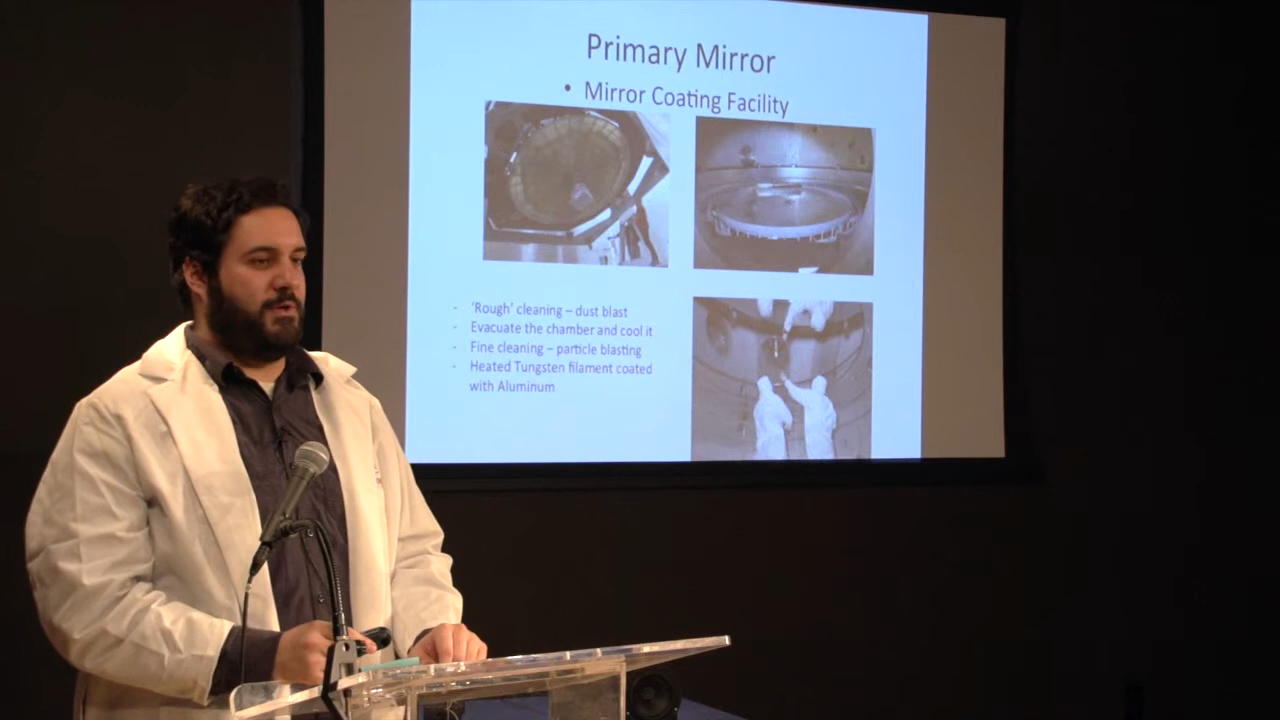 Primary Mirror
• Mirror Coating Facility
- ‘Rough’ cleaning – dust blast
- Evacuate the chamber and cool it
- Fine cleaning – particle blasting
- Heated Tungsten filament coated
with Aluminum